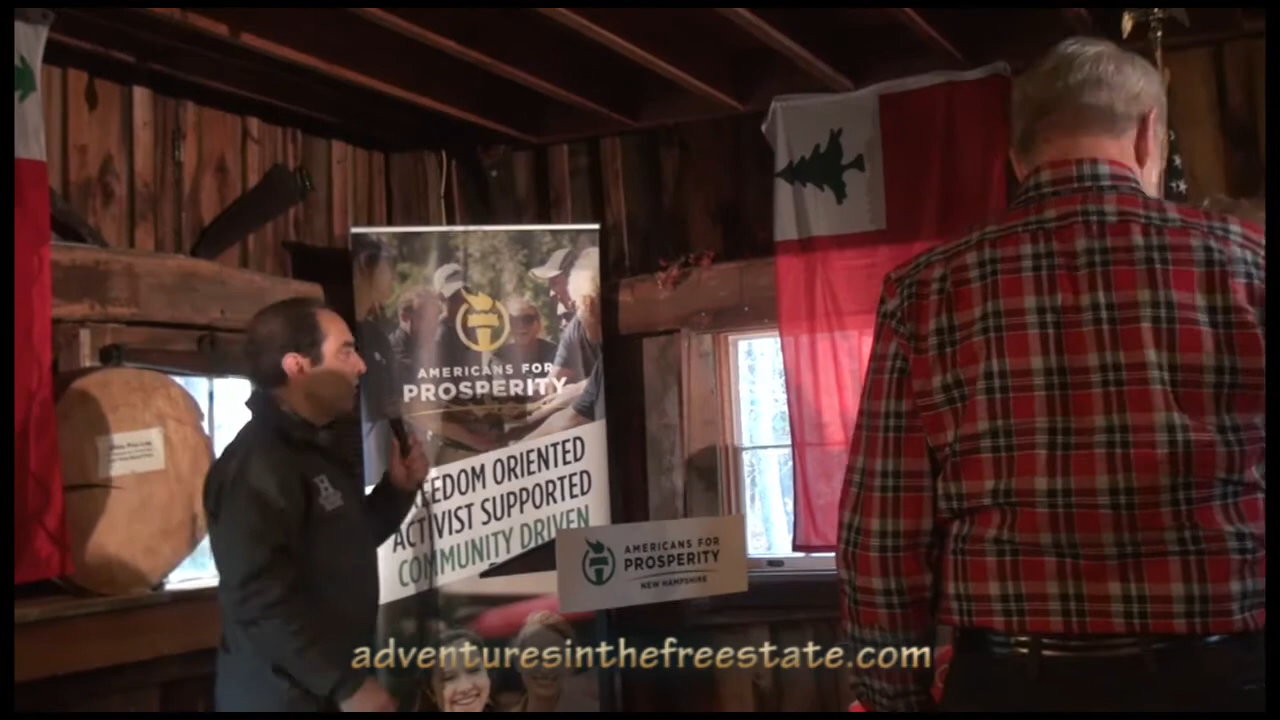 AMERICANS FOR
PROSPERITY
EEDOM ORIENTED
ACTIVIST SUPPORTED
COMMUNITY DRIVEN
AMERICANS FOR
PROSPERITY
NEW HAMPSHIRE
adventuresinthefreestate.com